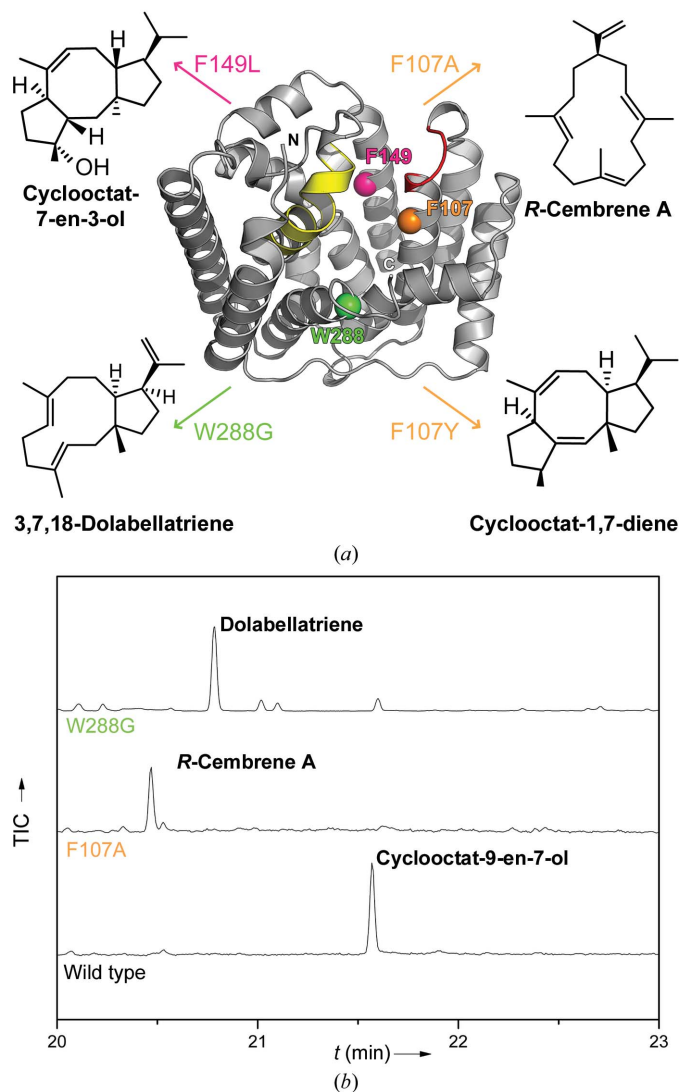 F149L
F107A
H
H
H
OH
Cyclooctat-
7-en-3-ol
N
F149
F107
C
W288
R-Cembrene A
H
H
W288G
F107Y
H
H
3,7,18-Dolabellatriene
Cyclooctat-1,7-diene
(a)
Dolabellatriene
W288G
R-Cembrene A
F107A
Cyclooctat-9-en-7-ol
Wild type
TIC →
20 21 22 23
t (min) →
(b)